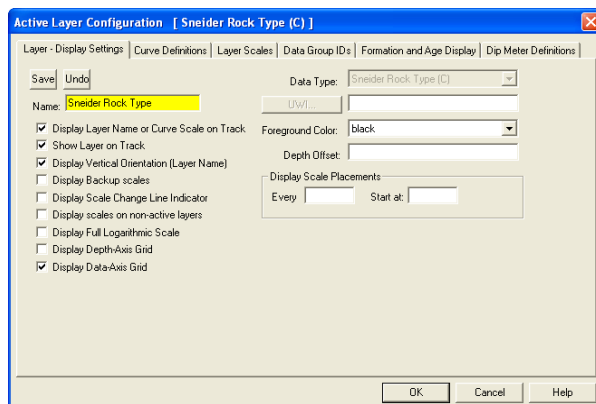 Active Layer Configuration [ Sneider Rock Type (C) ]
Layer - Display Settings Curve Definitions Layer Scales Data Group IDs Formation and Age Display Dip Meter Definitions
Save Undo
Data Type: Sneider Rock Type (C)
Name: Sneider Rock Type
UWI...
Display Layer Name or Curve Scale on Track
Foreground Color: black
Show Layer on Track
Depth Offset:
Display Vertical Orientation (Layer Name)
Display Backup scales
Display Scale Placements
Display Scale Change Line Indicator
Every Start at:
Display scales on non-active layers
Display Full Logarithmic Scale
Display Depth-Axis Grid
Display Data-Axis Grid
OK Cancel Help